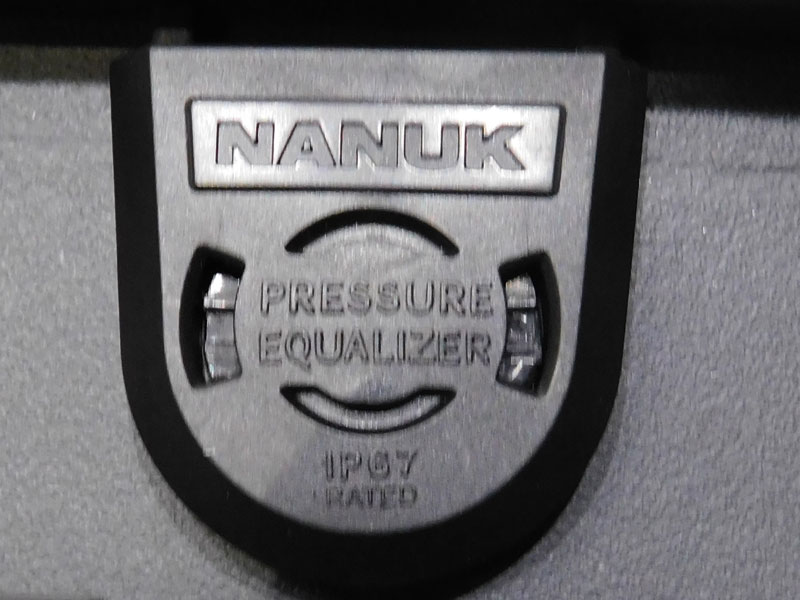 NANUK
PRESSURE
EQUALIZER
IP67
RATED